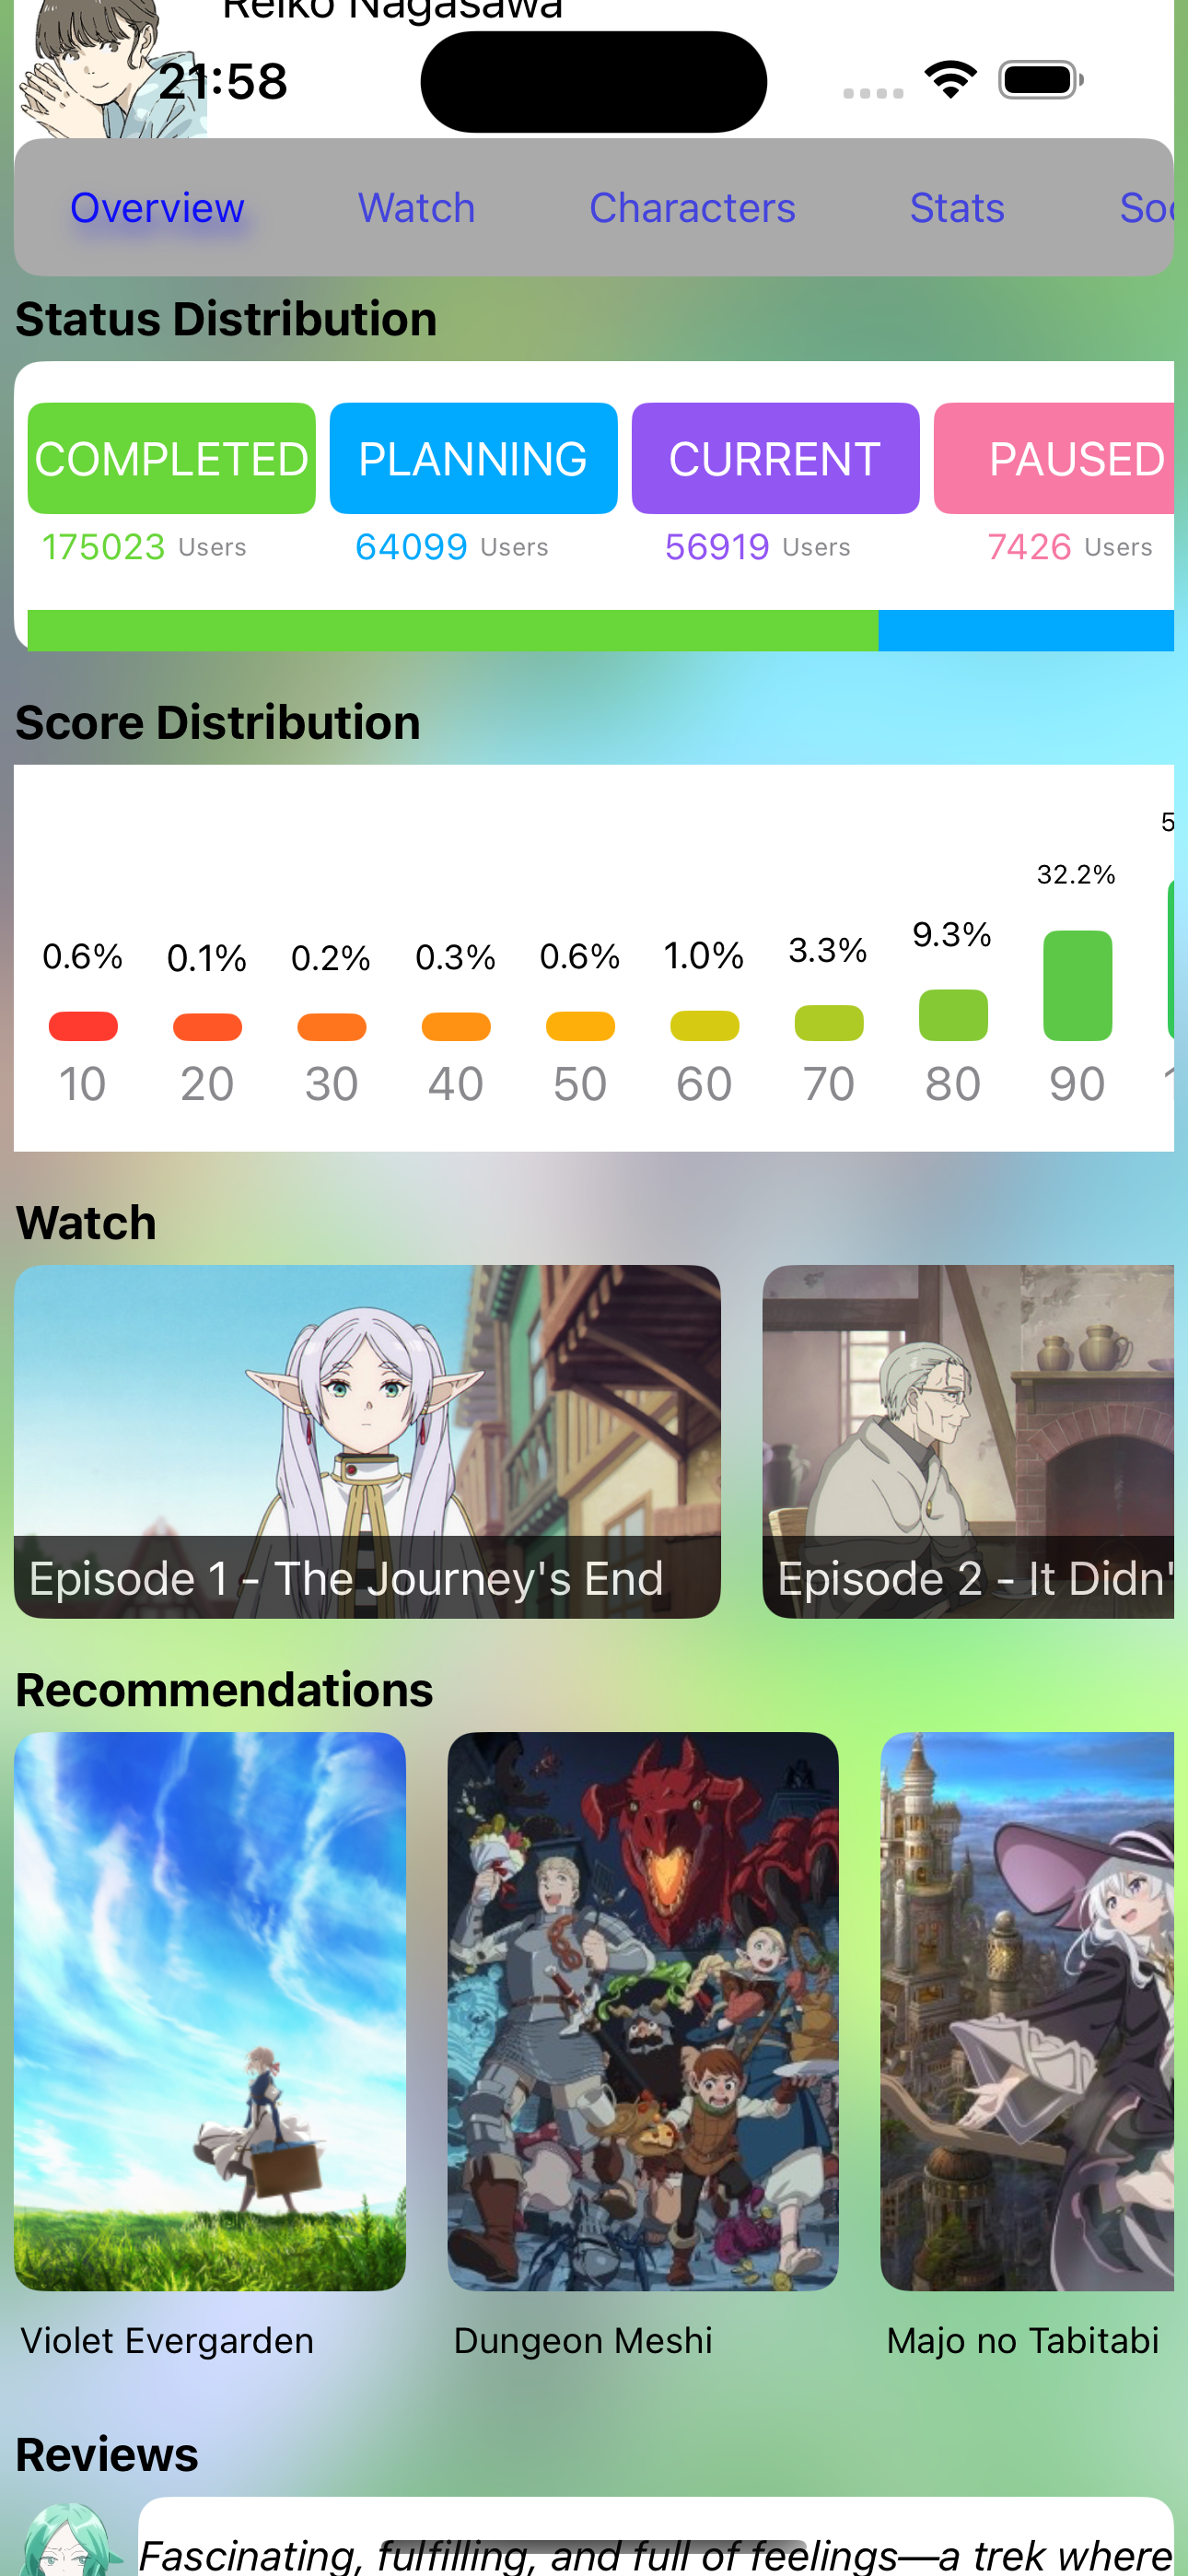 Reiko Nagasawa
21:58
Overview Watch Characters Stats
Status Distribution
COMPLETED PLANNING CURRENT PAUSED
175023 Users 64099 Users 56919 Users 7426 Users
Score Distribution
32.2%
0.6% 0.1% 0.2% 0.3% 0.6% 1.0% 3.3% 9.3%
10 20 30 40 50 60 70 80 90
Watch
Episode 1 - The Journey's End Episode 2 - It Didn'
Recommendations
Violet Evergarden Dungeon Meshi Majo no Tabitabi
Reviews
Fascinating, fulfilling, and full of feelings—a trek where